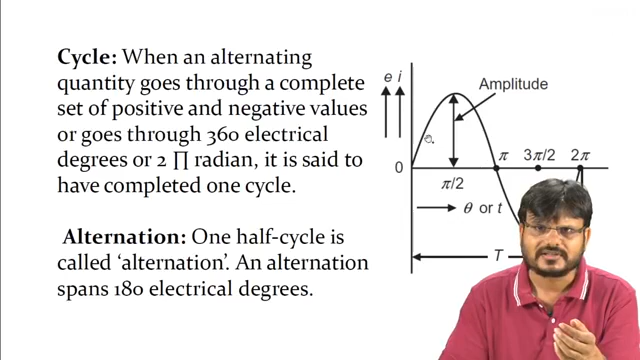 Cycle: When an alternating
quantity goes through a complete
set of positive and negative values
or goes through 360 electrical
degrees or 2 ∏ radian, it is said to
have completed one cycle.
Alternation: One half-cycle is
called ‘alternation’. An alternation
spans 180 electrical degrees.
e i
Amplitude
0
π 3π/2 2π
π/2
θ or t
T